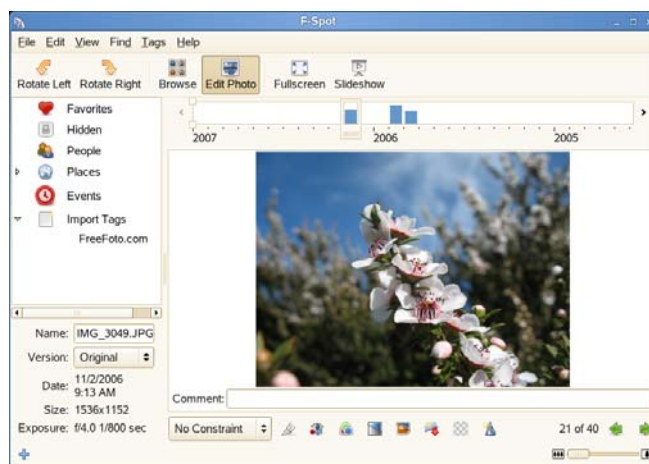 F-Spot
File Edit View Find Tags Help
Rotate Left Rotate Right Browse Edit Photo Fullscreen Slideshow
Favorites
Hidden
People
Places
Events
Import Tags
FreeFoto.com
2007 2006 2005
Name: IMG_3049.JPG
Version: Original
Date: 11/2/2006
9:13 AM
Size: 1536x1152
Exposure: f/4.0 1/800 sec
Comment:
No Constraint 21 of 40